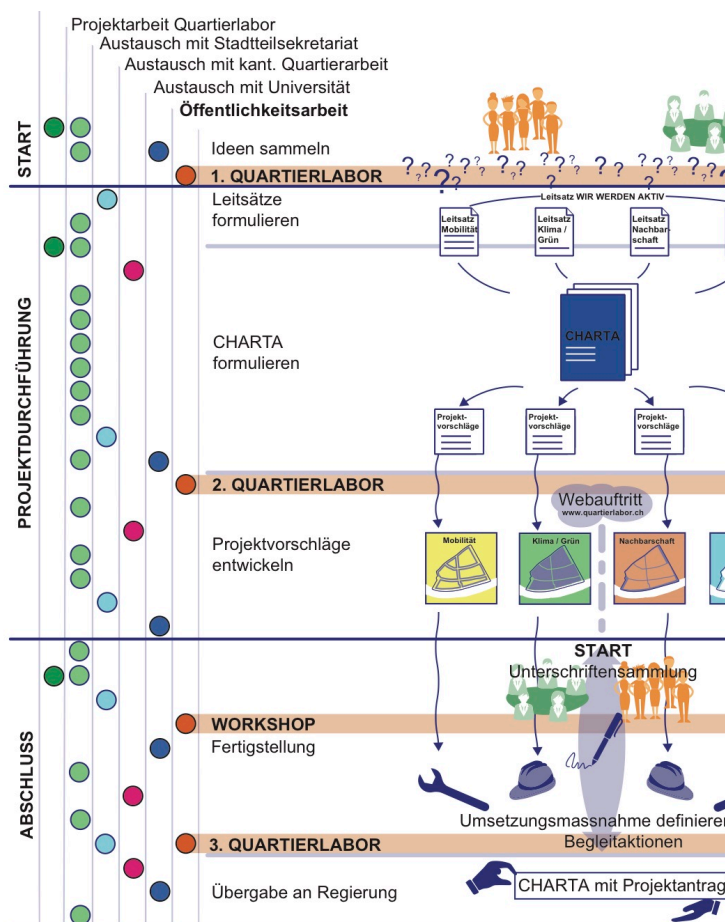 Projektarbeit Quartierlabor
Austausch mit Stadtteilsekretariat
Austausch mit kant. Quartierarbeit
Austausch mit Universität
Öffentlichkeitsarbeit
START
Ideen sammeln
1. QUARTIERLABOR
PROJEKTDURCHFÜHRUNG
Leitsätze
formulieren
Leitsatz WIR WERDEN AKTIV
Leitsatz
Mobilität
Leitsatz
Klima /
Grün
Leitsatz
Nachbar-
schaft
CHARTA
formulieren
CHARTA
Projekt-
vorschläge
Projekt-
vorschläge
Projekt-
vorschläge
2. QUARTIERLABOR
Webauftritt
www.quartierlabor.ch
Projektvorschläge
entwickeln
Mobilität
Klima / Grün
Nachbarschaft
ABSCHLUSS
START
Unterschriftensammlung
WORKSHOP
Fertigstellung
Umsetzungsmassnahme definieren
Begleitaktionen
3. QUARTIERLABOR
Übergabe an Regierung
CHARTA mit Projektantrag